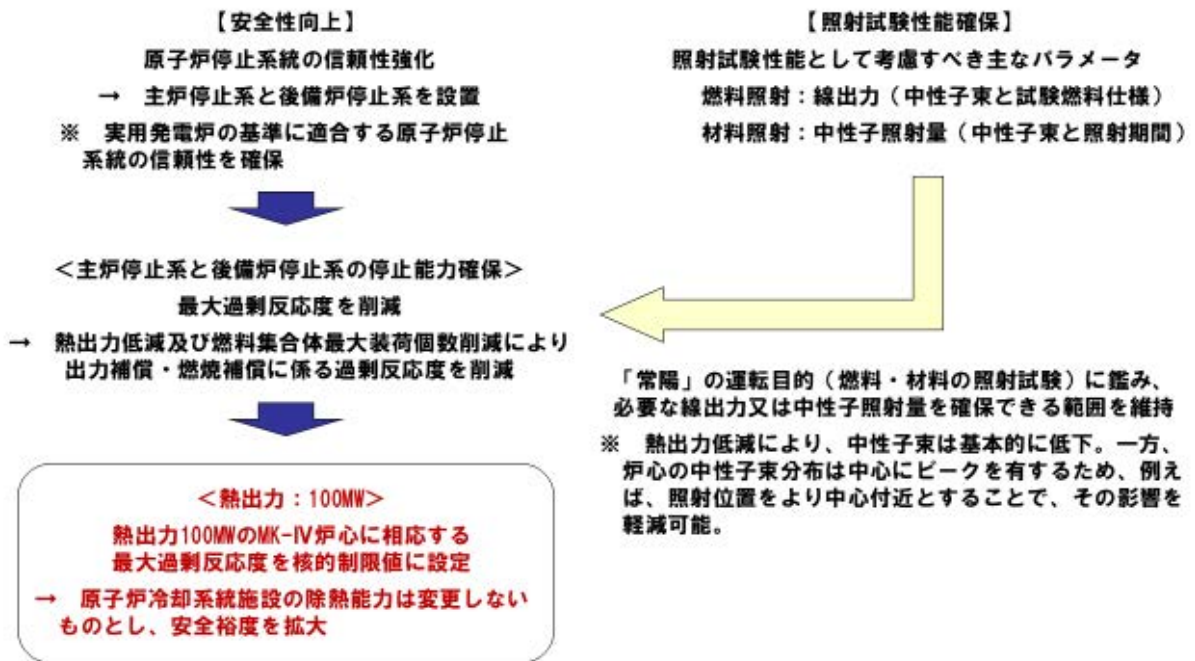 【安全性向上】
原子炉停止系統の信頼性強化
→ 主炉停止系と後備炉停止系を設置
※ 実用発電炉の基準に適合する原子炉停止
系統の信頼性を確保
＜主炉停止系と後備炉停止系の停止能力確保＞
最大過剰反応度を削減
→ 熱出力低減及び燃料集合体最大装荷個数削減により
出力補償・燃焼補償に係る過剰反応度を削減
＜熱出力：100MW＞
熱出力100MWのMK-Ⅳ炉心に相応する
最大過剰反応度を核的制限値に設定
→ 原子炉冷却系統施設の除熱能力は変更しない
ものとし、安全裕度を拡大
【照射試験性能確保】
照射試験性能として考慮すべき主なパラメータ
燃料照射：線出力（中性子束と試験燃料仕様）
材料照射：中性子照射量（中性子束と照射期間）
「常陽」の運転目的（燃料・材料の照射試験）に鑑み、
必要な線出力又は中性子照射量を確保できる範囲を維持
※ 熱出力低減により、中性子束は基本的に低下。一方、
炉心の中性子束分布は中心にピークを有するため、例え
ば、照射位置をより中心付近とすることで、その影響を
軽減可能。